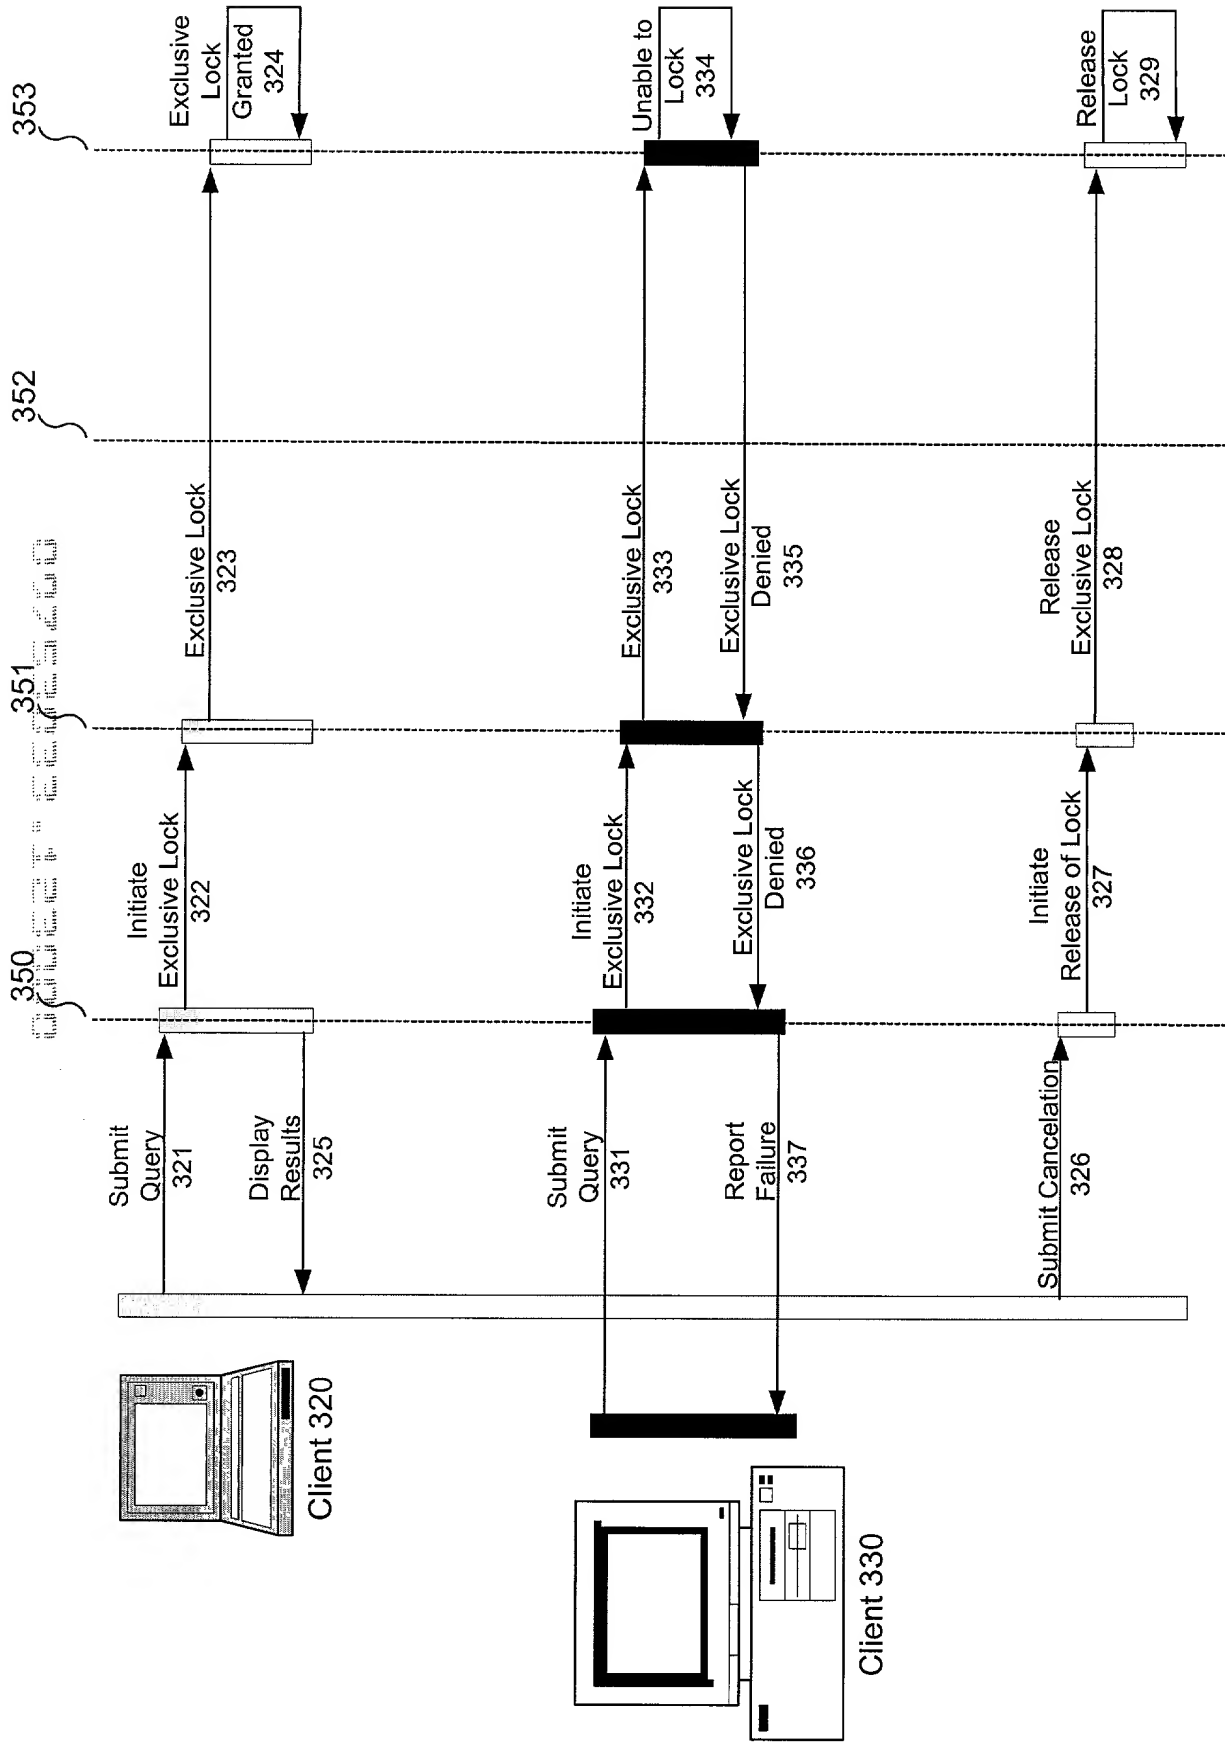 350
351
352
353
Submit
Query
321
Initiate
Exclusive Lock
322
Exclusive Lock
323
Exclusive
Lock
Granted
324
Display
Results
325
Client 320
Submit
Query
331
Initiate
Exclusive Lock
332
Exclusive Lock
333
Unable to
Lock
334
Exclusive Lock
Denied
335
Exclusive Lock
Denied
336
Report
Failure
337
Client 330
Submit Cancelation
326
Initiate
Release of Lock
327
Release
Exclusive Lock
328
Release
Lock
329